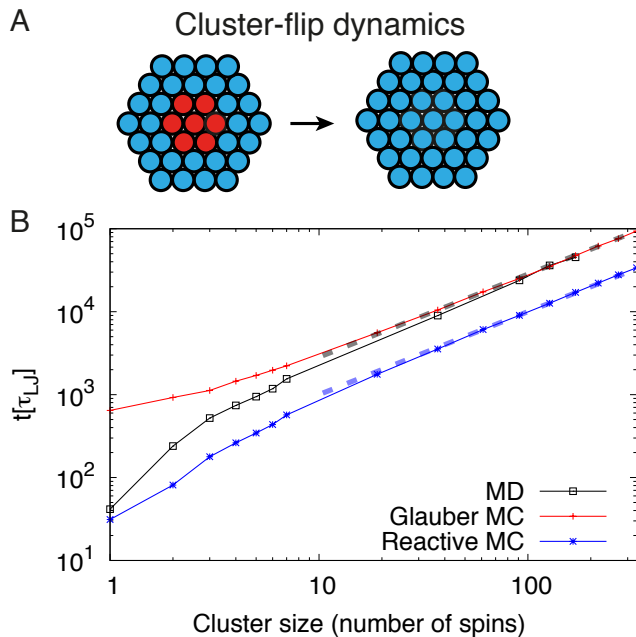 A
Cluster-flip dynamics
B
10^5
10^4
10^3
10^2
10^1
t[τ_LJ]
MD
Glauber MC
Reactive MC
1
10
100
Cluster size (number of spins)